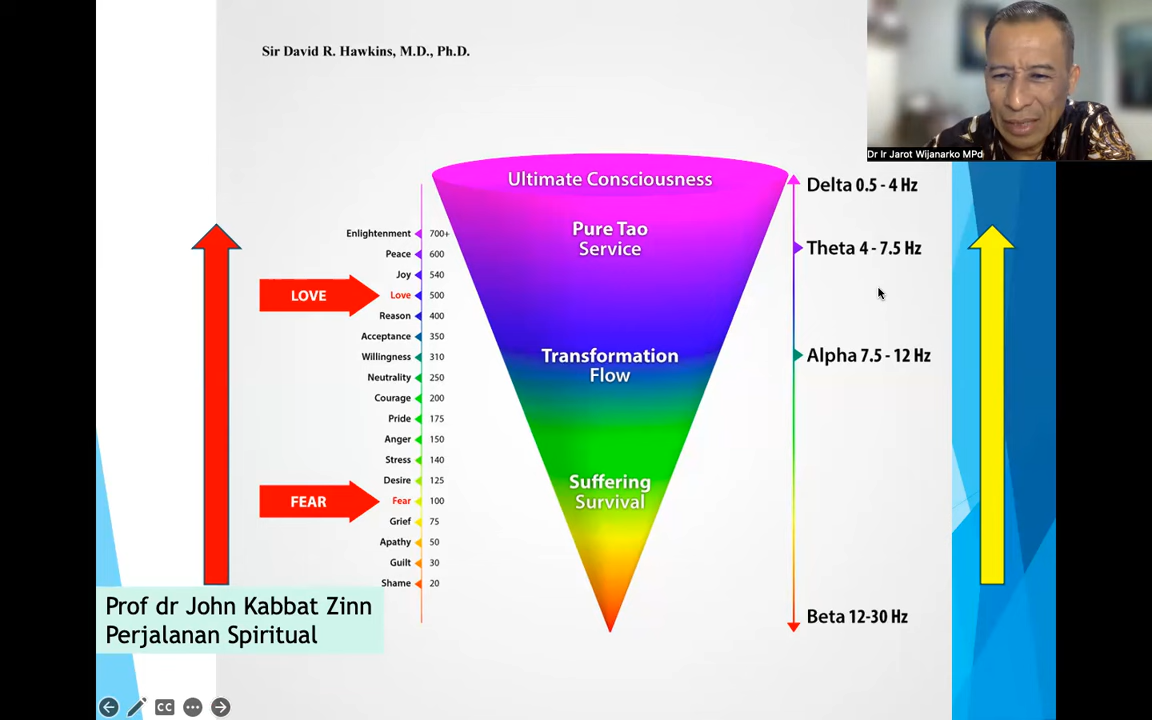 Sir David R. Hawkins, M.D., Ph.D.
Dr Ir Jarot Wijanarko MPd
Ultimate Consciousness
Delta 0.5 - 4 Hz
Pure Tao
Service
Enlightenment 700+
Peace 600
Joy 540
LOVE
Love 500
Reason 400
Acceptance 350
Willingness 310
Neutrality 250
Courage 200
Pride 175
Anger 150
Stress 140
Desire 125
FEAR
Fear 100
Grief 75
Apathy 50
Guilt 30
Shame 20
Theta 4 - 7.5 Hz
Transformation
Flow
Alpha 7.5 - 12 Hz
Suffering
Survival
Beta 12-30 Hz
Prof dr John Kabbat Zinn
Perjalanan Spiritual
CC